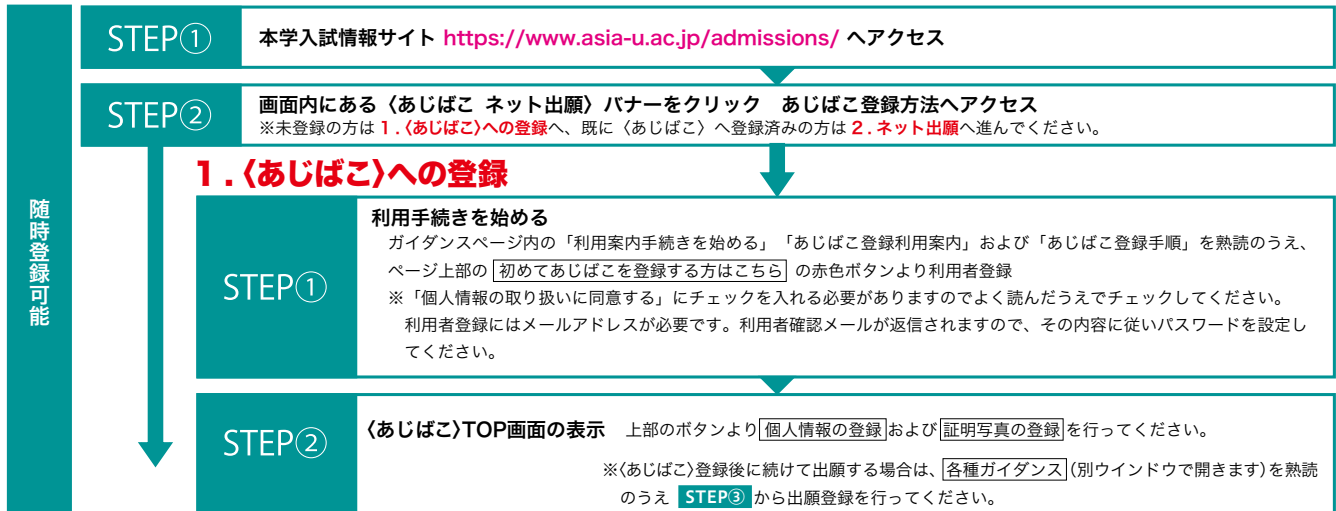 随時登録可能
STEP① 本学入試情報サイト https://www.asia-u.ac.jp/admissions/ へアクセス
STEP② 画面内にある〈あじばこ ネット出願〉バナーをクリック　あじばこ登録方法へアクセス
※未登録の方は 1．〈あじばこ〉への登録へ、既に〈あじばこ〉へ登録済みの方は 2．ネット出願へ進んでください。
1．〈あじばこ〉への登録
STEP① 利用手続きを始める
ガイダンスページ内の「利用案内手続きを始める」「あじばこ登録利用案内」および「あじばこ登録手順」を熟読のうえ、
ページ上部の 初めてあじばこを登録する方はこちら の赤色ボタンより利用者登録
※「個人情報の取り扱いに同意する」にチェックを入れる必要がありますのでよく読んだうえでチェックしてください。
利用者登録にはメールアドレスが必要です。利用者確認メールが返信されますので、その内容に従いパスワードを設定し
てください。
STEP② 〈あじばこ〉TOP画面の表示　上部のボタンより 個人情報の登録 および 証明写真の登録 を行ってください。
※〈あじばこ〉登録後に続けて出願する場合は、各種ガイダンス（別ウインドウで開きます）を熟読
のうえ STEP③ から出願登録を行ってください。